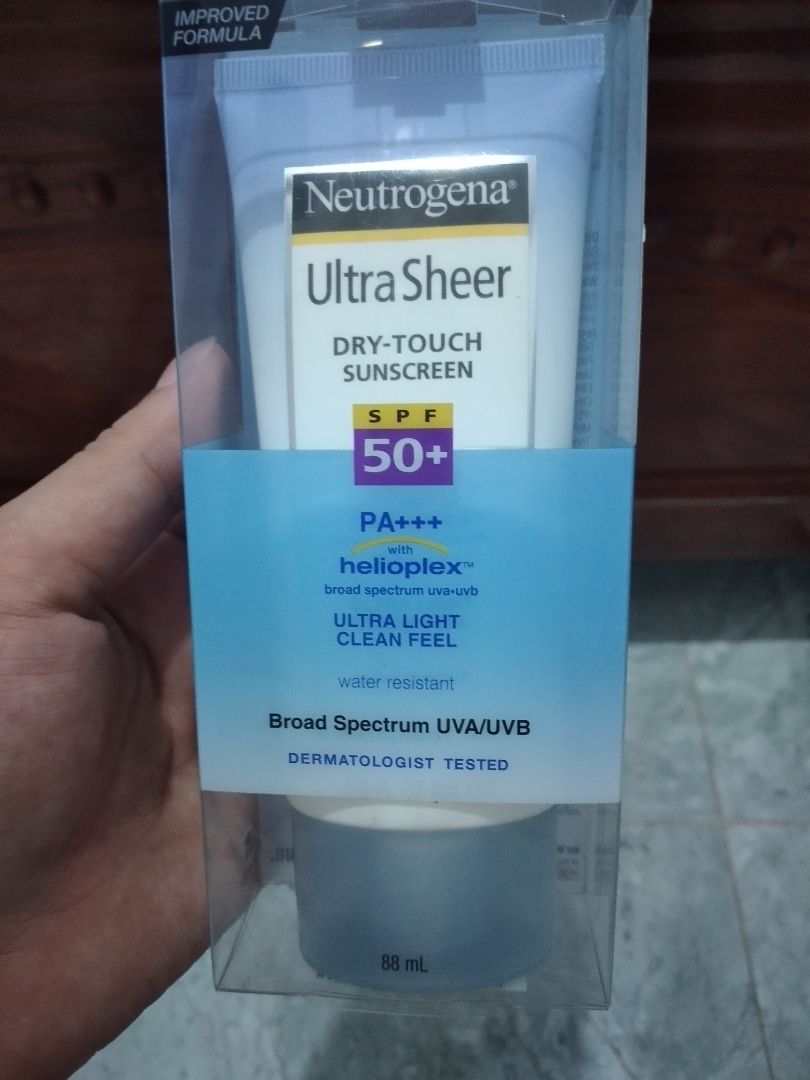 IMPROVED
FORMULA
Neutrogena®
Ultra Sheer
DRY-TOUCH
SUNSCREEN
SPF
50+
PA+++
with
helioplex™
broad spectrum uva•uvb
ULTRA LIGHT
CLEAN FEEL
water resistant
Broad Spectrum UVA/UVB
DERMATOLOGIST TESTED
88 mL